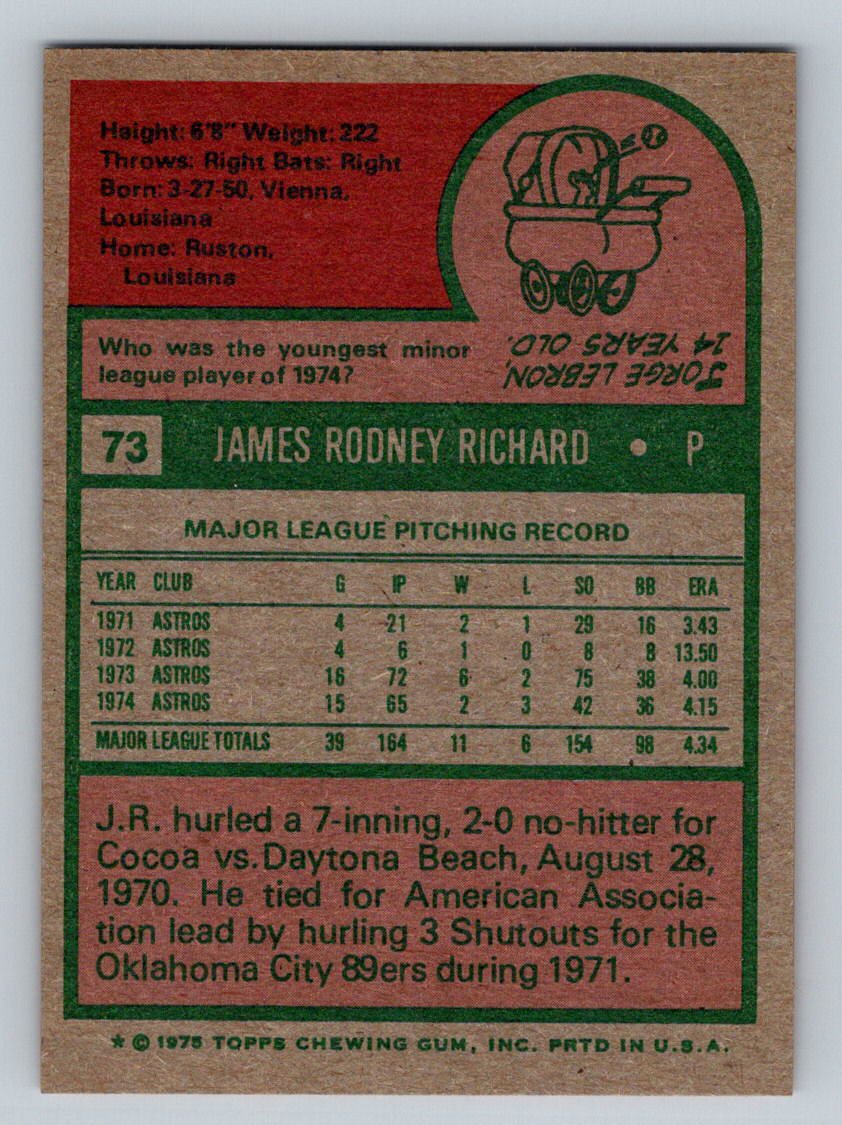 Height: 6'8" Weight: 222
Throws: Right Bats: Right
Born: 3-27-50, Vienna,
Louisiana
Home: Ruston,
Louisiana
Who was the youngest minor
league player of 1974?
JORGE LEBRON,
14 YEARS OLD.
73 JAMES RODNEY RICHARD • P
MAJOR LEAGUE PITCHING RECORD
YEAR CLUB G IP W L SO BB ERA
1971 ASTROS 4 21 2 1 29 16 3.43
1972 ASTROS 4 6 1 0 8 8 13.50
1973 ASTROS 16 72 6 2 75 38 4.00
1974 ASTROS 15 65 2 3 42 36 4.15
MAJOR LEAGUE TOTALS 39 164 11 6 154 98 4.34
J.R. hurled a 7-inning, 2-0 no-hitter for
Cocoa vs. Daytona Beach, August 28,
1970. He tied for American Associa-
tion lead by hurling 3 Shutouts for the
Oklahoma City 89ers during 1971.
* © 1975 TOPPS CHEWING GUM, INC. PRTD IN U.S.A.